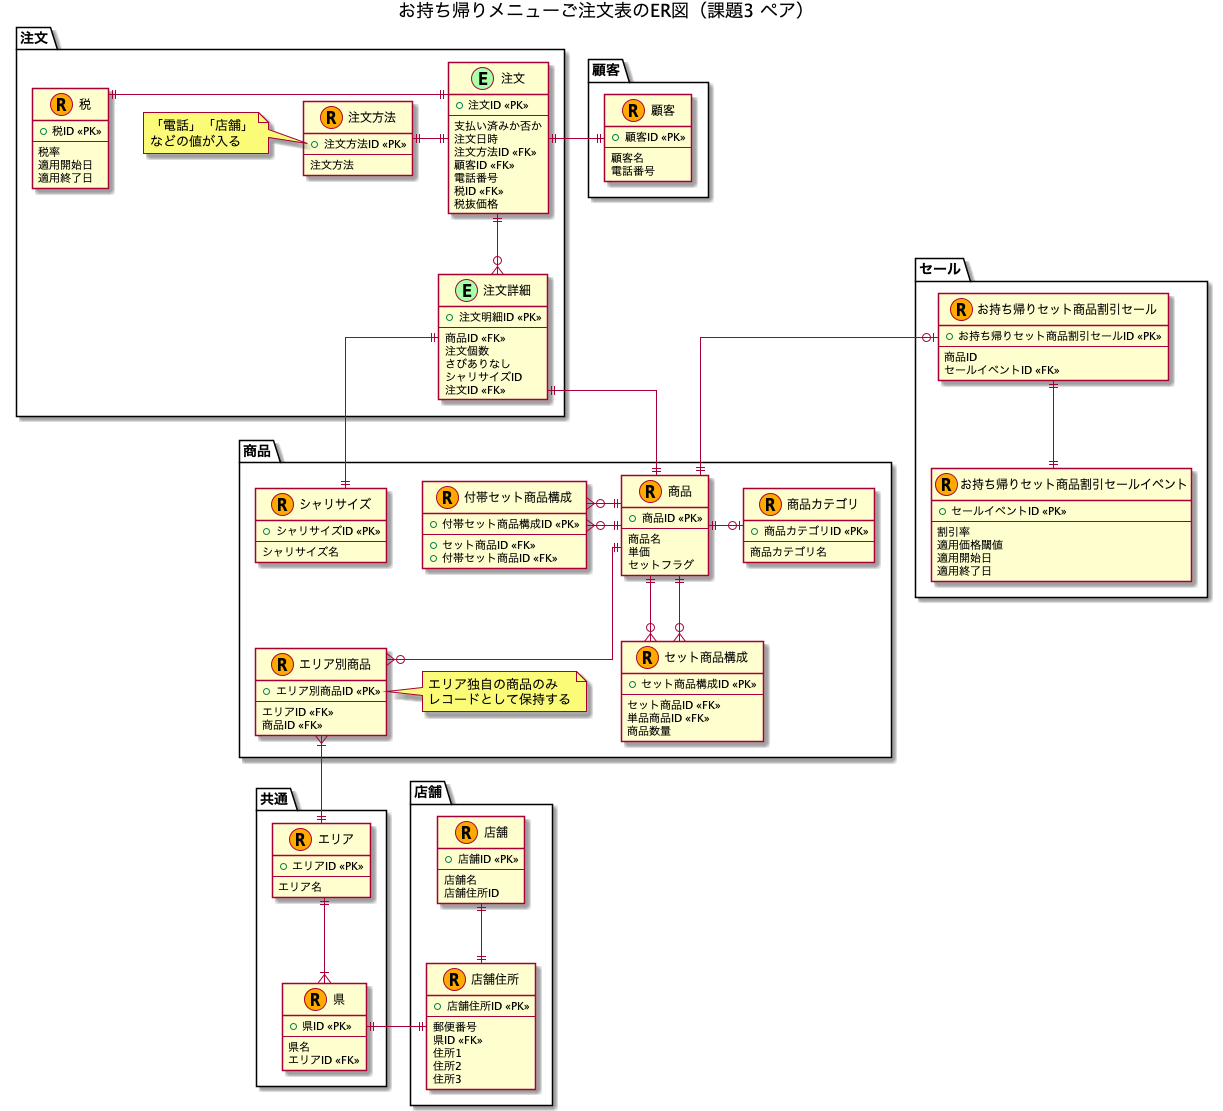 お持ち帰りメニューご注文表のER図（課題3 ペア）
注文
税
税ID «PK»
税率
適用開始日
適用終了日
「電話」「店舗」
などの値が入る
注文方法
注文方法ID «PK»
注文方法
注文
注文ID «PK»
支払い済みか否か
注文日時
注文方法ID «FK»
顧客ID «FK»
電話番号
税ID «FK»
税抜価格
顧客
顧客
顧客ID «PK»
顧客名
電話番号
注文詳細
注文明細ID «PK»
商品ID «FK»
注文個数
さびありなし
シャリサイズID
注文ID «FK»
セール
お持ち帰りセット商品割引セール
お持ち帰りセット商品割引セールID «PK»
商品ID
セールイベントID «FK»
お持ち帰りセット商品割引セールイベント
セールイベントID «PK»
割引率
適用価格閾値
適用開始日
適用終了日
商品
シャリサイズ
シャリサイズID «PK»
シャリサイズ名
付帯セット商品構成
付帯セット商品構成ID «PK»
セット商品ID «FK»
付帯セット商品ID «FK»
商品
商品ID «PK»
商品名
単価
セットフラグ
商品カテゴリ
商品カテゴリID «PK»
商品カテゴリ名
エリア別商品
エリア別商品ID «PK»
エリアID «FK»
商品ID «FK»
エリア独自の商品のみ
レコードとして保持する
セット商品構成
セット商品構成ID «PK»
セット商品ID «FK»
単品商品ID «FK»
商品数量
共通
エリア
エリアID «PK»
エリア名
県
県ID «PK»
県名
エリアID «FK»
店舗
店舗
店舗ID «PK»
店舗名
店舗住所ID
店舗住所
店舗住所ID «PK»
郵便番号
県ID «FK»
住所1
住所2
住所3